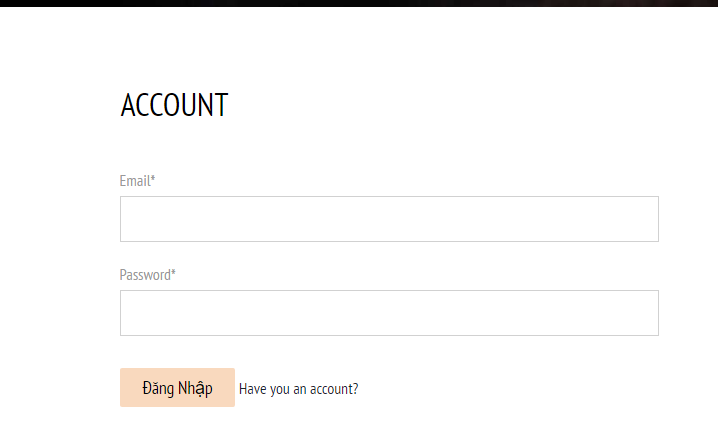 ACCOUNT
Email*
Password*
Đăng Nhập Have you an account?